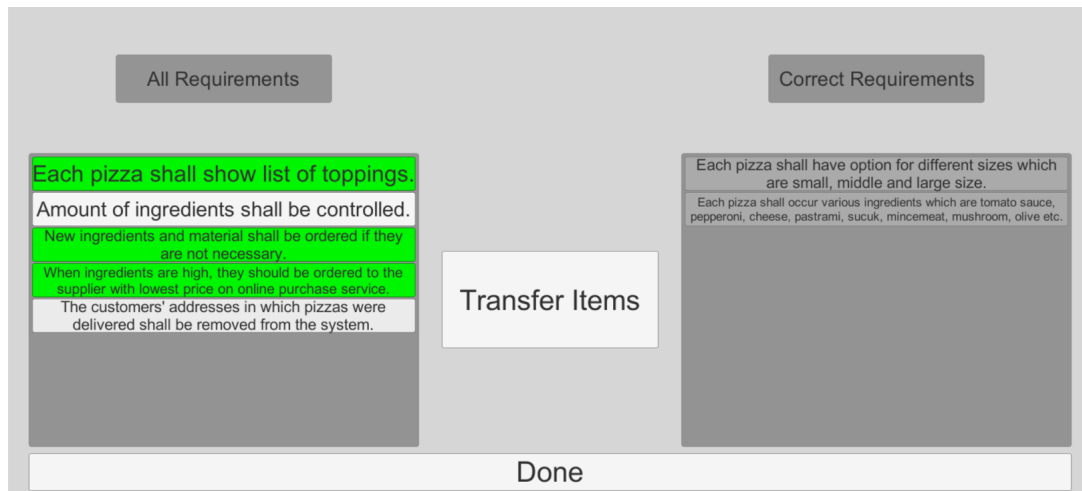 All Requirements
Correct Requirements
Each pizza shall show list of toppings.
Amount of ingredients shall be controlled.
New ingredients and material shall be ordered if they
are not necessary.
When ingredients are high, they should be ordered to the
supplier with lowest price on online purchase service.
The customers' addresses in which pizzas were
delivered shall be removed from the system.
Transfer Items
Each pizza shall have option for different sizes which
are small, middle and large size.
Each pizza shall occur various ingredients which are tomato sauce,
pepperoni, cheese, pastrami, sucuk, mincemeat, mushroom, olive etc.
Done